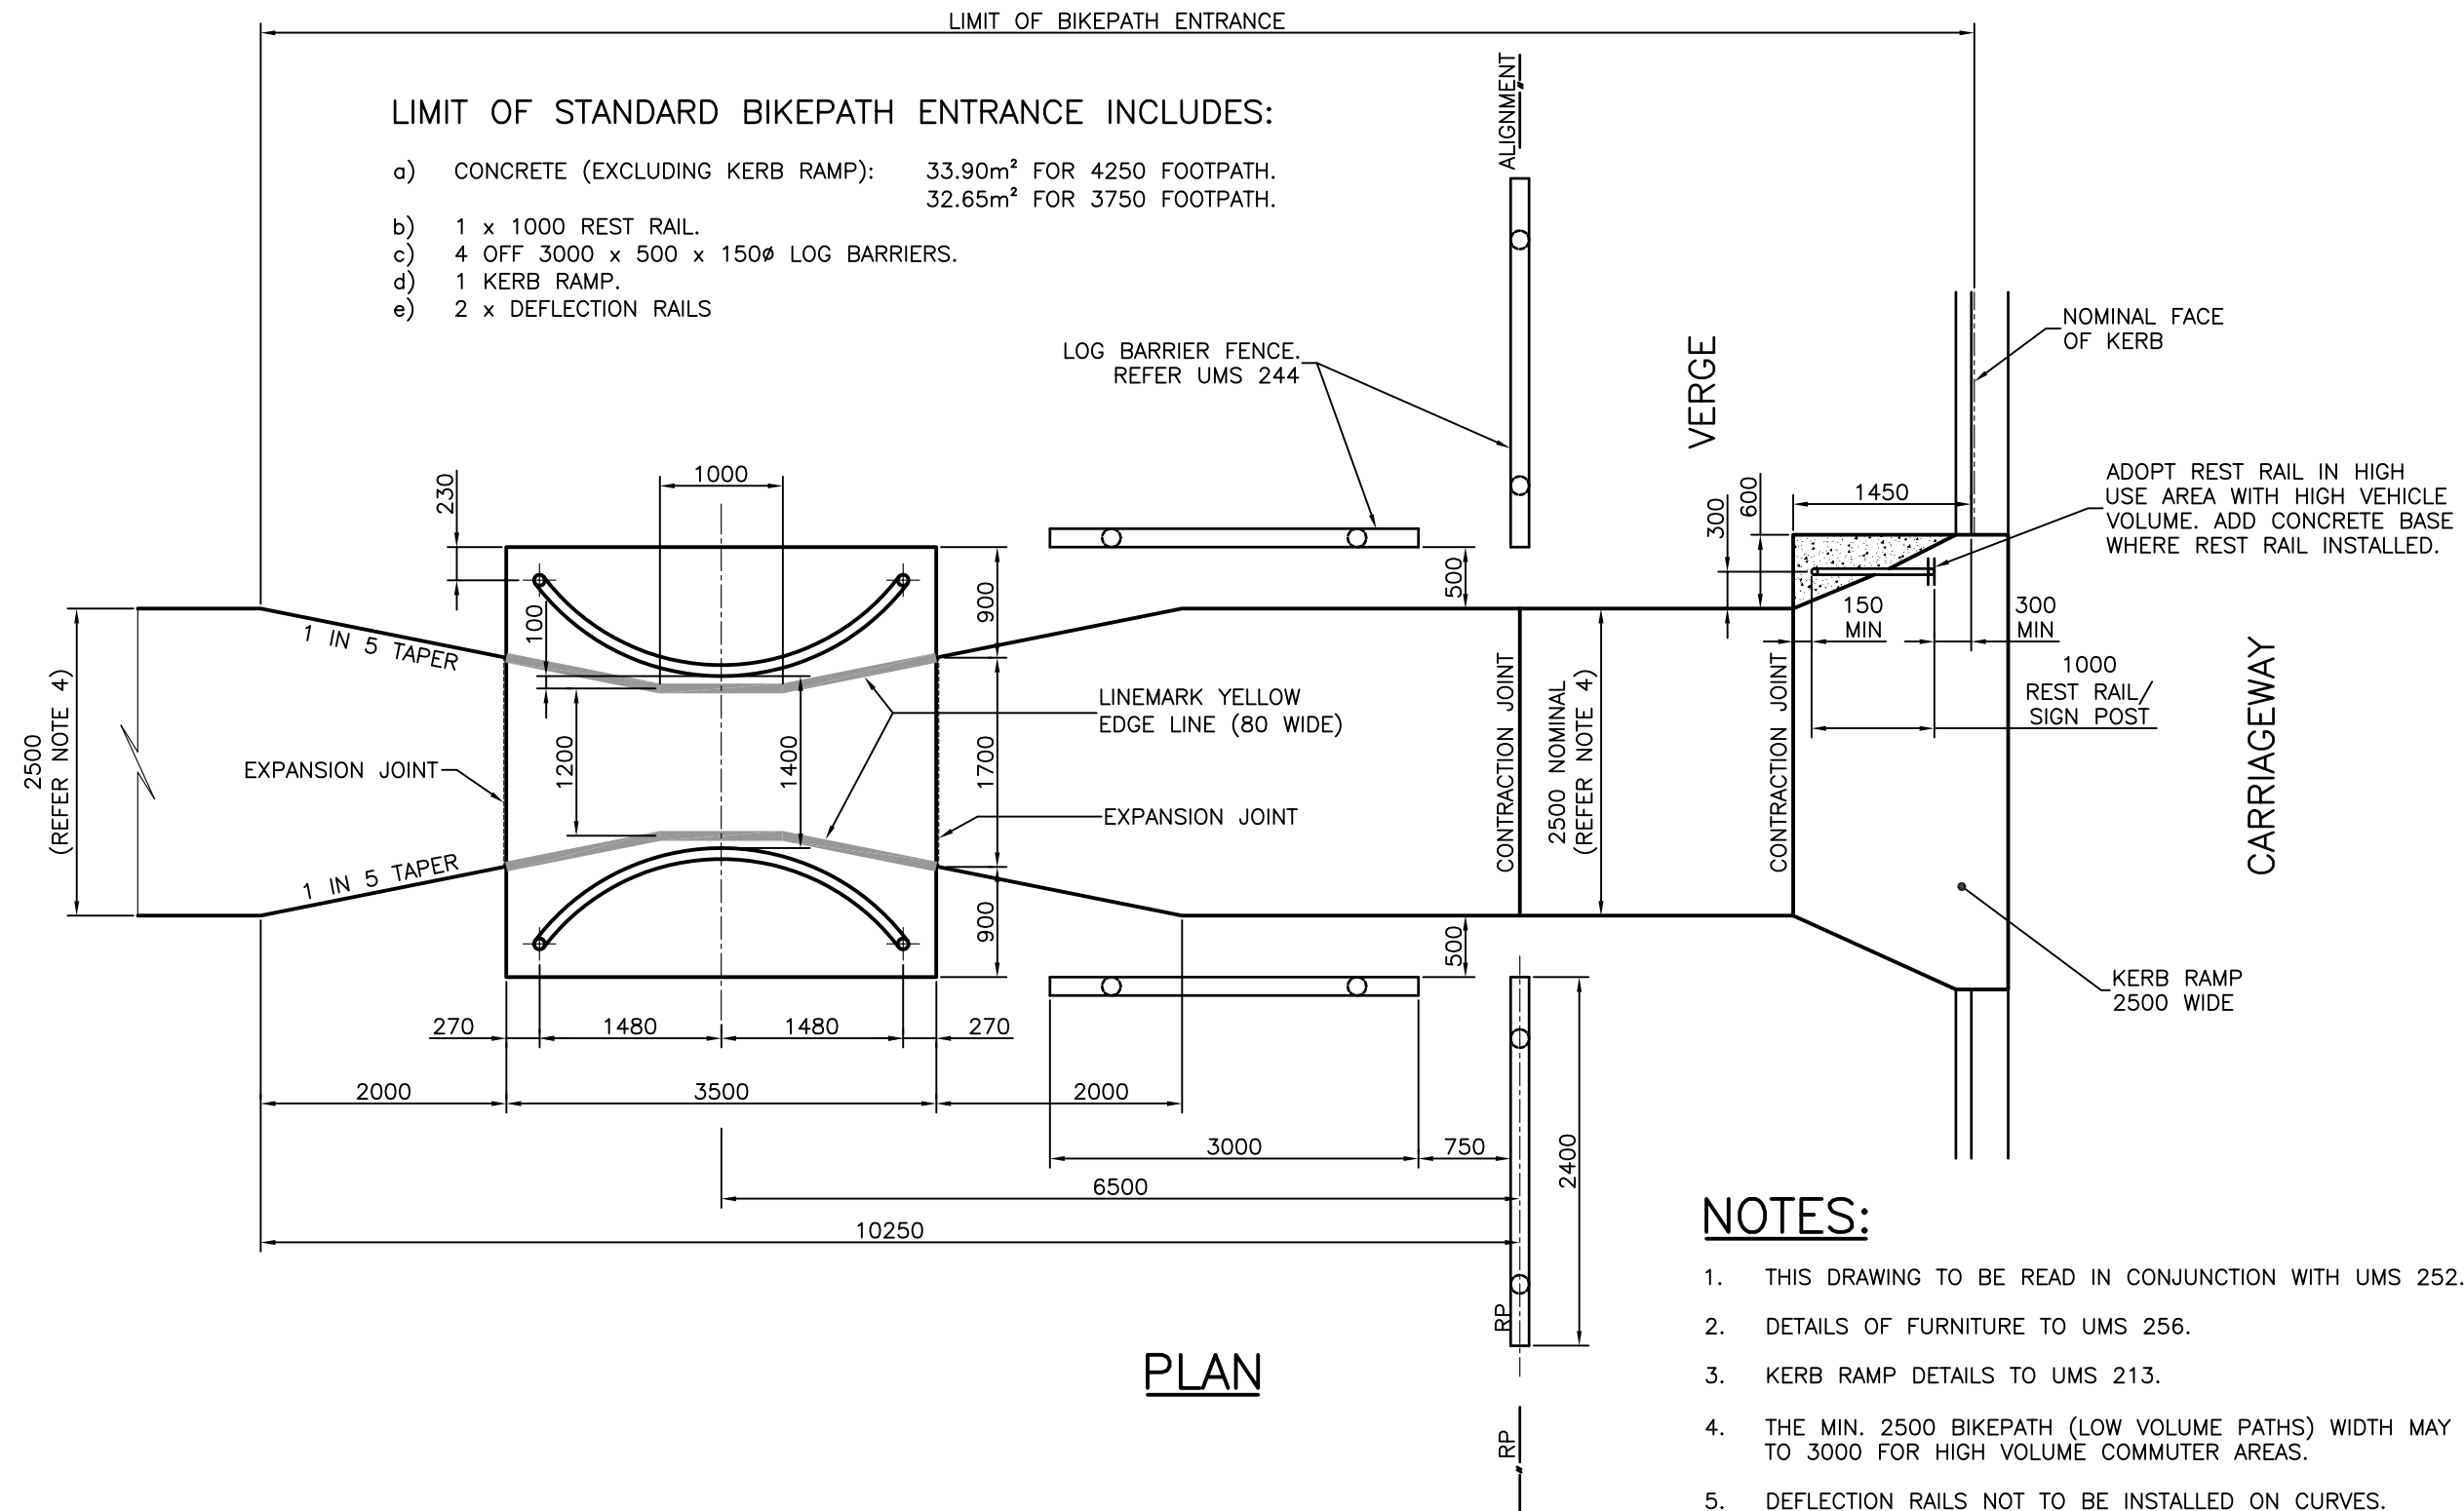 LIMIT OF BIKEPATH ENTRANCE
LIMIT OF STANDARD BIKEPATH ENTRANCE INCLUDES:
a) CONCRETE (EXCLUDING KERB RAMP): 33.90m² FOR 4250 FOOTPATH.
32.65m² FOR 3750 FOOTPATH.
b) 1 x 1000 REST RAIL.
c) 4 OFF 3000 x 500 x 150ø LOG BARRIERS.
d) 1 KERB RAMP.
e) 2 x DEFLECTION RAILS
ALIGNMENT
LOG BARRIER FENCE.
REFER UMS 244
VERGE
NOMINAL FACE
OF KERB
ADOPT REST RAIL IN HIGH
USE AREA WITH HIGH VEHICLE
VOLUME. ADD CONCRETE BASE
WHERE REST RAIL INSTALLED.
230
1000
100
900
500
300
600
1450
150
MIN
300
MIN
1000
REST RAIL/
SIGN POST
2500
(REFER NOTE 4)
1 IN 5 TAPER
EXPANSION JOINT
1 IN 5 TAPER
1200
1400
1700
900
LINEMARK YELLOW
EDGE LINE (80 WIDE)
EXPANSION JOINT
CONTRACTION JOINT
2500 NOMINAL
(REFER NOTE 4)
CONTRACTION JOINT
CARRIAGEWAY
500
KERB RAMP
2500 WIDE
270
1480
1480
270
2000
3500
2000
3000
750
2400
6500
10250
RP
RP
PLAN
NOTES:
1. THIS DRAWING TO BE READ IN CONJUNCTION WITH UMS 252.
2. DETAILS OF FURNITURE TO UMS 256.
3. KERB RAMP DETAILS TO UMS 213.
4. THE MIN. 2500 BIKEPATH (LOW VOLUME PATHS) WIDTH MAY
TO 3000 FOR HIGH VOLUME COMMUTER AREAS.
5. DEFLECTION RAILS NOT TO BE INSTALLED ON CURVES.